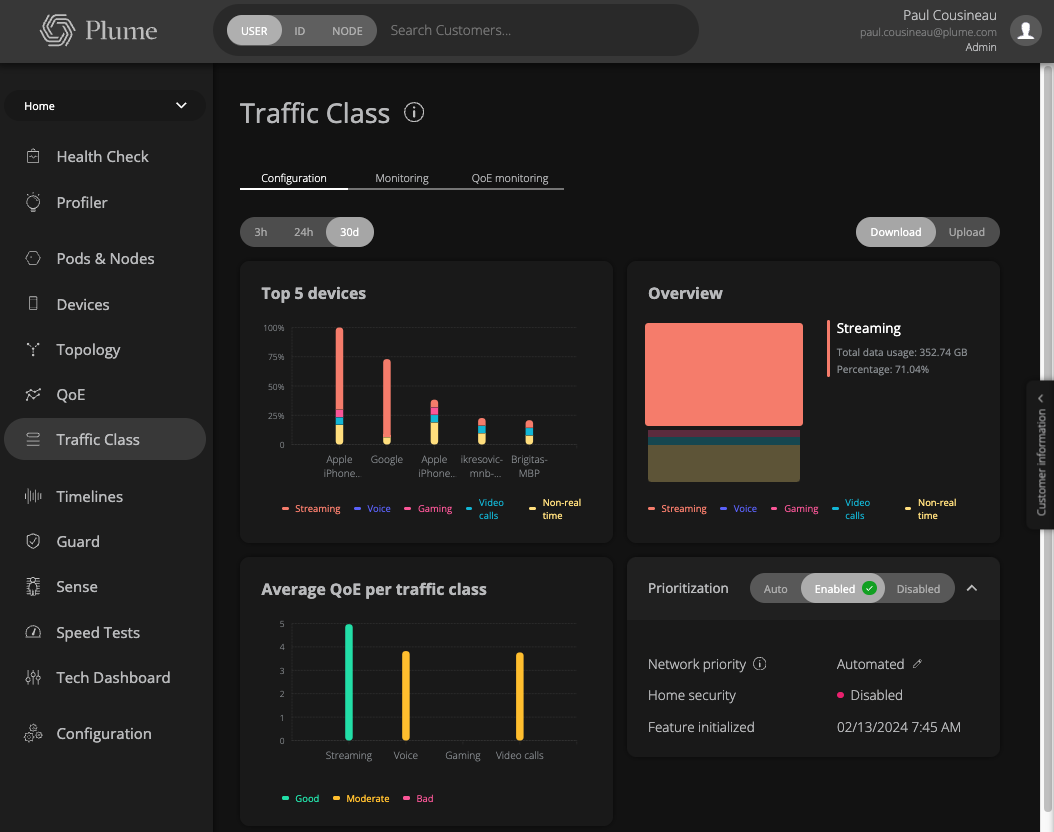 Plume
USER ID NODE Search Customers...
Paul Cousineau
paul.cousineau@plume.com
Admin
Home
Health Check
Profiler
Pods & Nodes
Devices
Topology
QoE
Traffic Class
Timelines
Guard
Sense
Speed Tests
Tech Dashboard
Configuration
Traffic Class
Configuration Monitoring QoE monitoring
3h 24h 30d
Download Upload
Top 5 devices
100%
75%
50%
25%
0
Apple iPhone...
Google
Apple iPhone...
ikresovic-mnb-...
Brigitas-MBP
Streaming Voice Gaming Video calls Non-real time
Overview
Streaming
Total data usage: 352.74 GB
Percentage: 71.04%
Streaming Voice Gaming Video calls Non-real time
Average QoE per traffic class
5
4
3
2
1
0
Streaming Voice Gaming Video calls
Good Moderate Bad
Prioritization Auto Enabled Disabled
Network priority Automated
Home security Disabled
Feature initialized 02/13/2024 7:45 AM
Customer information